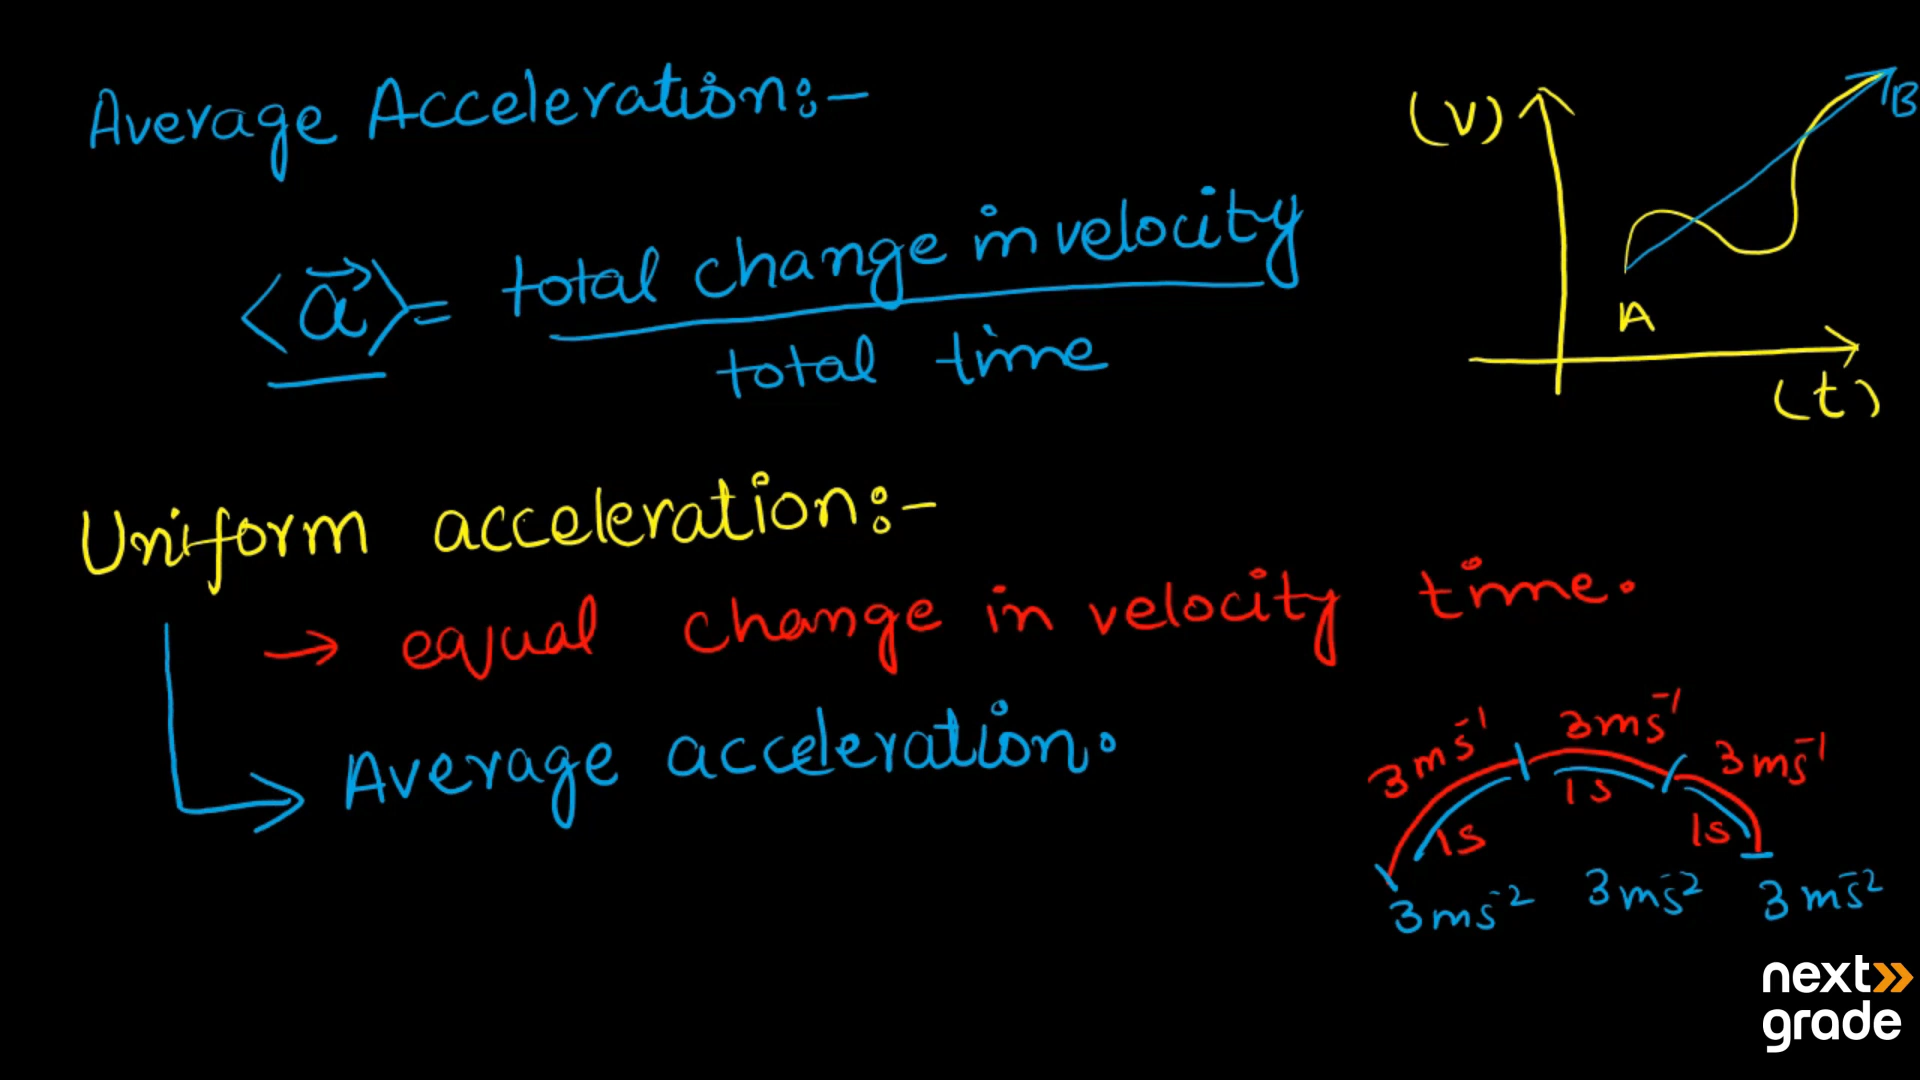 Average Acceleration:-
(V)
B
<a⃗> = total change in velocity
total time
A
(t)
Uniform acceleration:-
→ equal change in velocity time.
Average acceleration.
3ms⁻¹ 3ms⁻¹ 3ms⁻¹
1s 1s 1s
3ms⁻² 3ms⁻² 3ms⁻²
next
grade